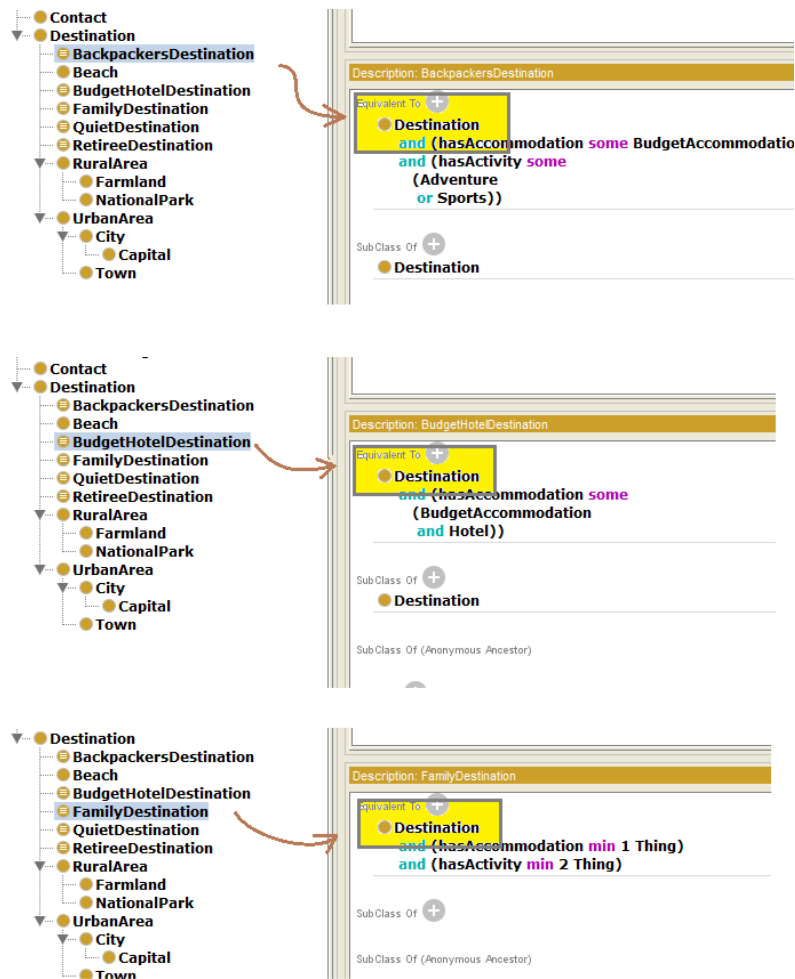 Contact
Destination
BackpackersDestination
Beach
BudgetHotelDestination
FamilyDestination
QuietDestination
RetireeDestination
RuralArea
Farmland
NationalPark
UrbanArea
City
Capital
Town
Description: BackpackersDestination
Equivalent To
Destination
and (hasAccommodation some BudgetAccommodatio
and (hasActivity some
(Adventure
or Sports))
SubClass Of
Destination
Contact
Destination
BackpackersDestination
Beach
BudgetHotelDestination
FamilyDestination
QuietDestination
RetireeDestination
RuralArea
Farmland
NationalPark
UrbanArea
City
Capital
Town
Description: BudgetHotelDestination
Equivalent To
Destination
and (hasAccommodation some
(BudgetAccommodation
and Hotel))
SubClass Of
Destination
SubClass Of (Anonymous Ancestor)
Destination
BackpackersDestination
Beach
BudgetHotelDestination
FamilyDestination
QuietDestination
RetireeDestination
RuralArea
Farmland
NationalPark
UrbanArea
City
Capital
Town
Description: FamilyDestination
Equivalent To
Destination
and (hasAccommodation min 1 Thing)
and (hasActivity min 2 Thing)
SubClass Of
SubClass Of (Anonymous Ancestor)